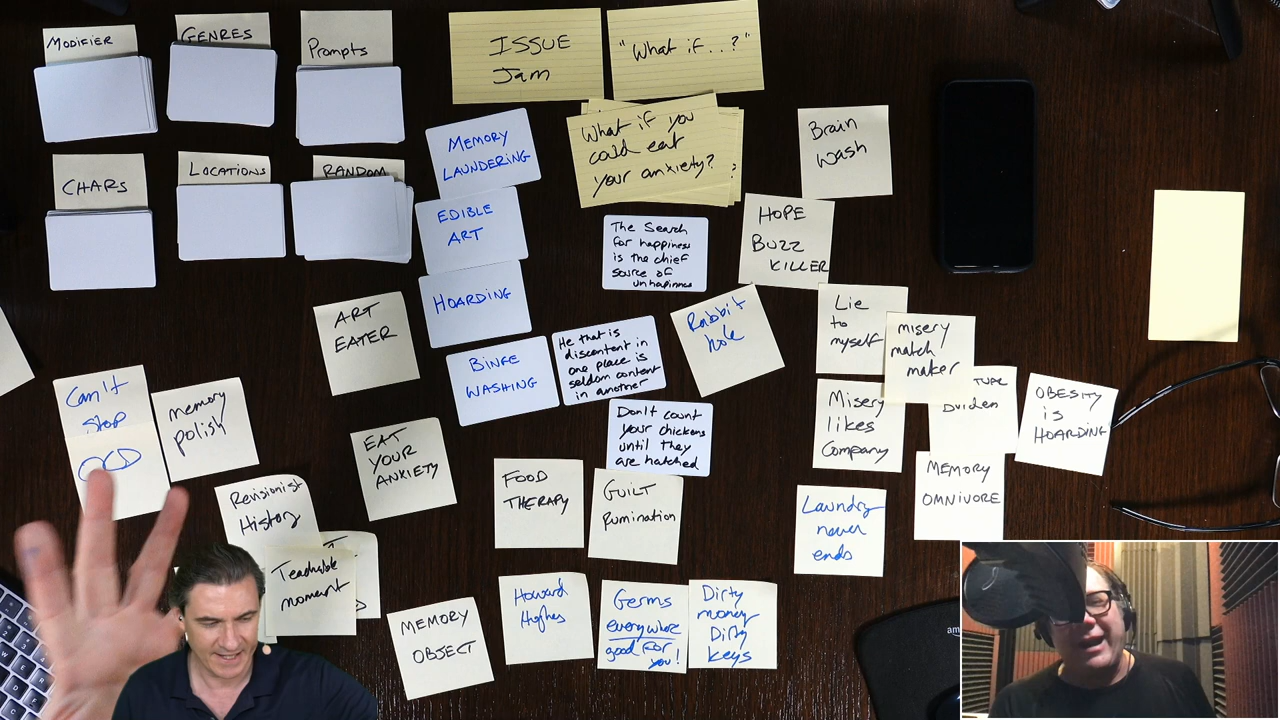 MODIFIER
GENRES
Prompts
ISSUE
Jam
"What if..?"
CHARS
LOCATIONS
RANDOM
MEMORY
LAUNDERING
What if you
could eat
your anxiety?
Brain
wash
EDIBLE
ART
The Search
for happiness
is the chief
source of
unhapinness
HOPE
BUZZ
KILLER
ART
EATER
HOARDING
Rabbit
hole
Lie
to
myself
misery
match
maker
BINGE
WASHING
He that is
discontent in
one place is
seldom content
in another
Can't
Stop
OCD
Memory
polish
Misery
likes
Company
OBESITY
IS
HOARDING
Don't count
your chickens
until they
are hatched
EAT
YOUR
ANXIETY
FOOD
THERAPY
GUILT
Rumination
MEMORY
OMNIVORE
Revisionist
History
Laundry
never
ends
Teachable
moment
MEMORY
OBJECT
Howard
Hughes
Germs
everywhere
good for
you!
Dirty
money
Dirty
keys